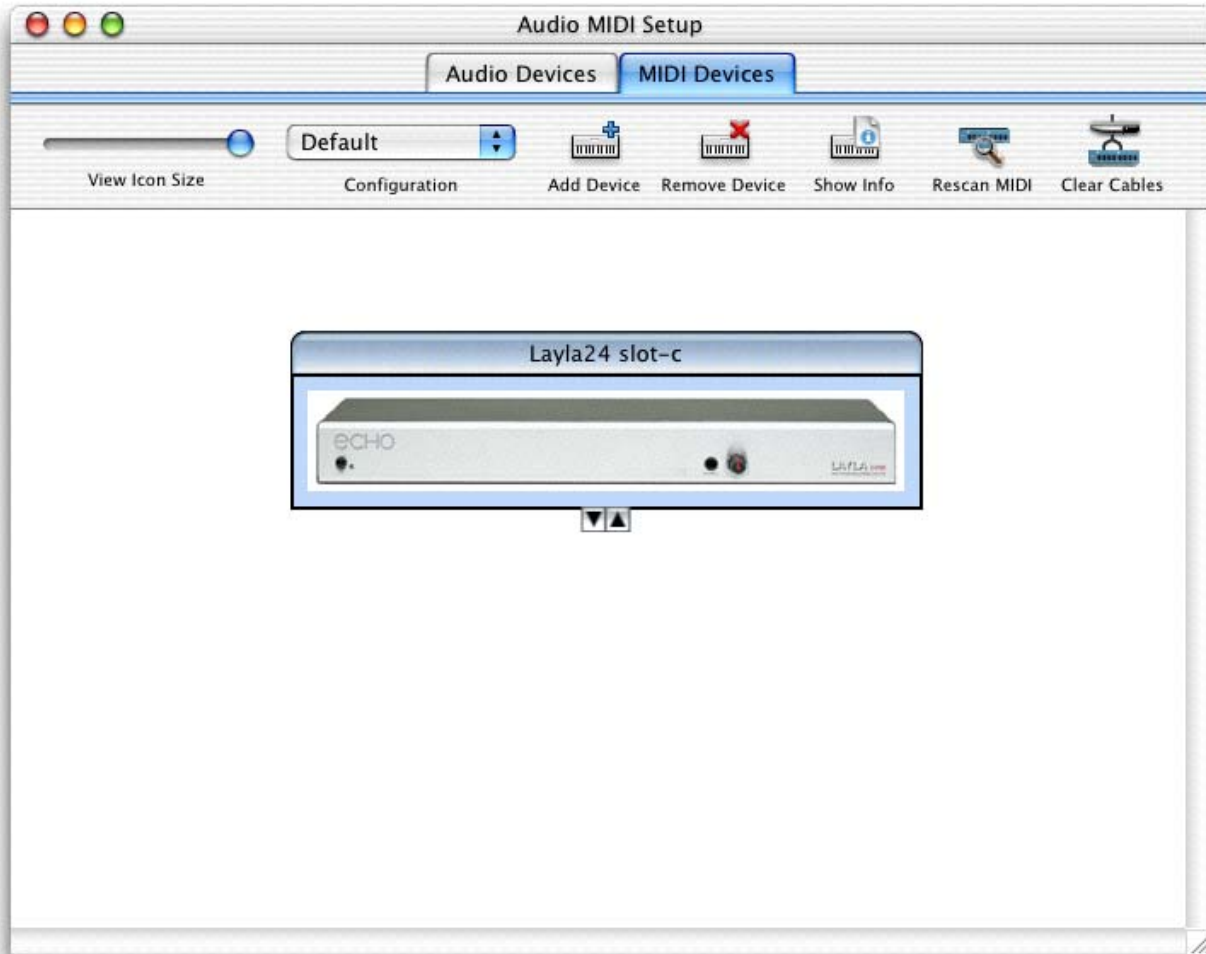 Audio MIDI Setup
Audio Devices
MIDI Devices
Default
View Icon Size
Configuration
Add Device
Remove Device
Show Info
Rescan MIDI
Clear Cables
Layla24 slot-c
ECHO
LAYLA